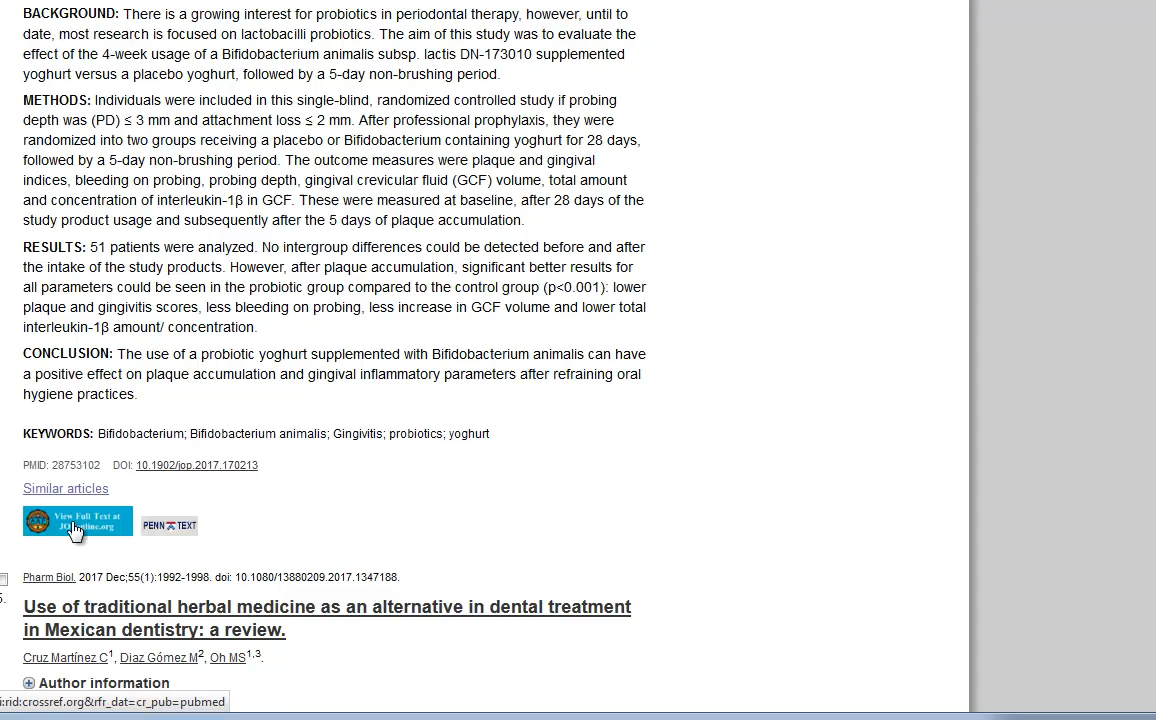 BACKGROUND: There is a growing interest for probiotics in periodontal therapy, however, until to
date, most research is focused on lactobacilli probiotics. The aim of this study was to evaluate the
effect of the 4-week usage of a Bifidobacterium animalis subsp. lactis DN-173010 supplemented
yoghurt versus a placebo yoghurt, followed by a 5-day non-brushing period.
METHODS: Individuals were included in this single-blind, randomized controlled study if probing
depth was (PD) ≤ 3 mm and attachment loss ≤ 2 mm. After professional prophylaxis, they were
randomized into two groups receiving a placebo or Bifidobacterium containing yoghurt for 28 days,
followed by a 5-day non-brushing period. The outcome measures were plaque and gingival
indices, bleeding on probing, probing depth, gingival crevicular fluid (GCF) volume, total amount
and concentration of interleukin-1β in GCF. These were measured at baseline, after 28 days of the
study product usage and subsequently after the 5 days of plaque accumulation.
RESULTS: 51 patients were analyzed. No intergroup differences could be detected before and after
the intake of the study products. However, after plaque accumulation, significant better results for
all parameters could be seen in the probiotic group compared to the control group (p<0.001): lower
plaque and gingivitis scores, less bleeding on probing, less increase in GCF volume and lower total
interleukin-1β amount/ concentration.
CONCLUSION: The use of a probiotic yoghurt supplemented with Bifidobacterium animalis can have
a positive effect on plaque accumulation and gingival inflammatory parameters after refraining oral
hygiene practices.
KEYWORDS: Bifidobacterium; Bifidobacterium animalis; Gingivitis; probiotics; yoghurt
PMID: 28753102 DOI: 10.1902/jop.2017.170213
Similar articles
View Full Text at
PENN TEXT
Pharm Biol. 2017 Dec;55(1):1992-1998. doi: 10.1080/13880209.2017.1347188.
Use of traditional herbal medicine as an alternative in dental treatment
in Mexican dentistry: a review.
Cruz Martínez C1, Diaz Gómez M2, Oh MS1,3.
Author information
i:rid:crossref.org&rfr_dat=cr_pub=pubmed